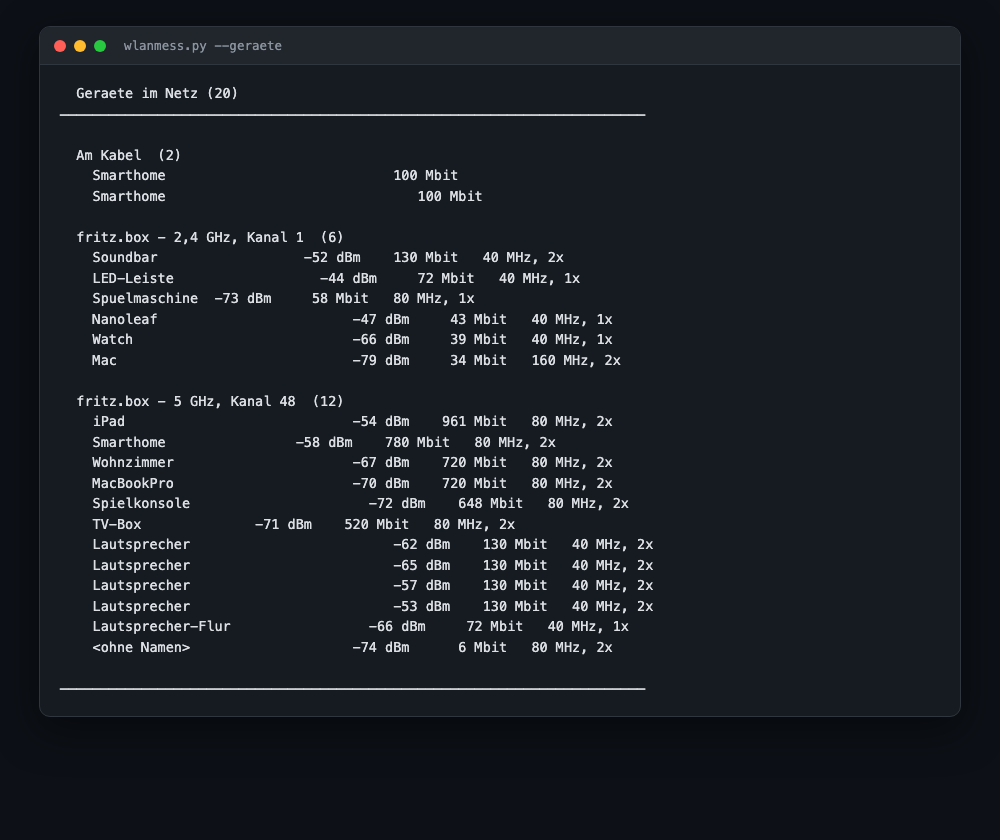 wlanmess.py --geraete
Geraete im Netz (20)
Am Kabel (2)
Smarthome 100 Mbit
Smarthome 100 Mbit
fritz.box - 2,4 GHz, Kanal 1 (6)
Soundbar -52 dBm 130 Mbit 40 MHz, 2x
LED-Leiste -44 dBm 72 Mbit 40 MHz, 1x
Spuelmaschine -73 dBm 58 Mbit 80 MHz, 1x
Nanoleaf -47 dBm 43 Mbit 40 MHz, 1x
Watch -66 dBm 39 Mbit 40 MHz, 1x
Mac -79 dBm 34 Mbit 160 MHz, 2x
fritz.box - 5 GHz, Kanal 48 (12)
iPad -54 dBm 961 Mbit 80 MHz, 2x
Smarthome -58 dBm 780 Mbit 80 MHz, 2x
Wohnzimmer -67 dBm 720 Mbit 80 MHz, 2x
MacBookPro -70 dBm 720 Mbit 80 MHz, 2x
Spielkonsole -72 dBm 648 Mbit 80 MHz, 2x
TV-Box -71 dBm 520 Mbit 80 MHz, 2x
Lautsprecher -62 dBm 130 Mbit 40 MHz, 2x
Lautsprecher -65 dBm 130 Mbit 40 MHz, 2x
Lautsprecher -57 dBm 130 Mbit 40 MHz, 2x
Lautsprecher -53 dBm 130 Mbit 40 MHz, 2x
Lautsprecher-Flur -66 dBm 72 Mbit 40 MHz, 1x
<ohne Namen> -74 dBm 6 Mbit 80 MHz, 2x